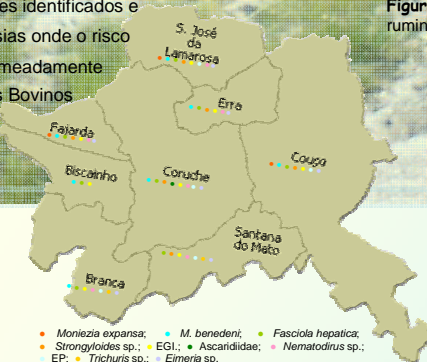 es identificados e
Figur
rumin
sias onde o risco
meadamente
s Bovinos
S. José
da
Lamarosa
Erra
Fajarda
Biscainho
Coruche
Couço
Santana
do Mato
Branca
Moniezia expansa; M. benedeni; Fasciola hepatica;
Strongyloides sp.; EGI.; Ascarididae; Nematodirus sp.;
EP; Trichuris sp.; Eimeria sp.